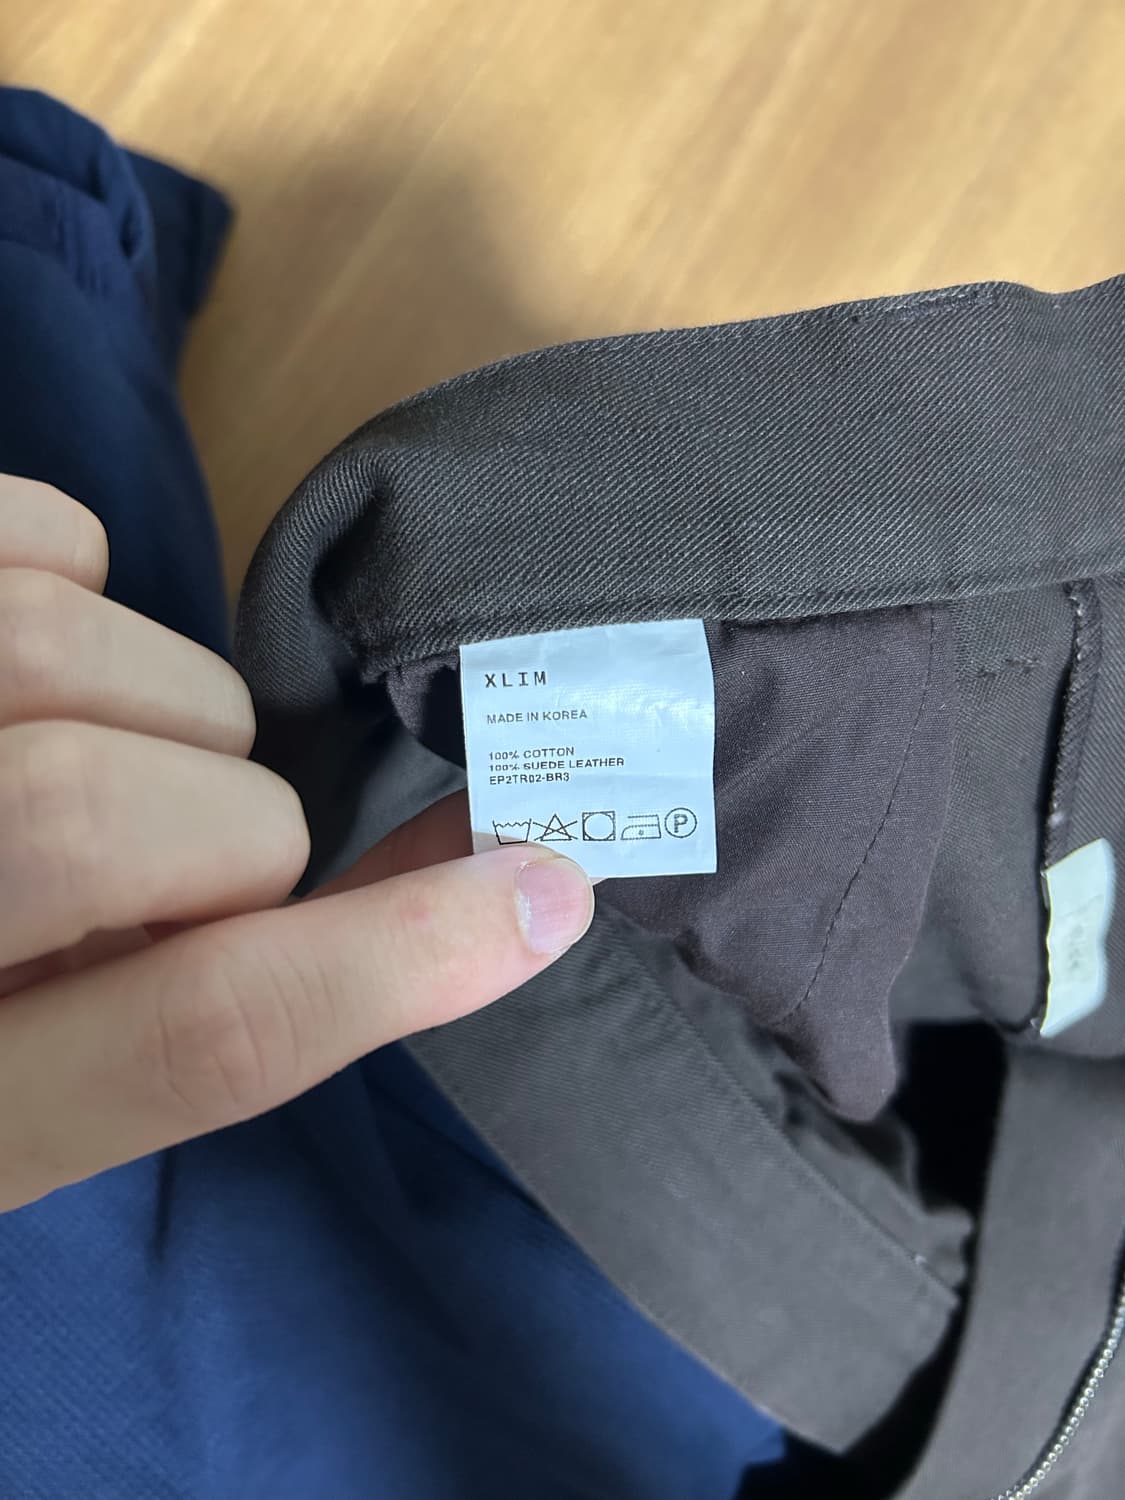 XLIM
MADE IN KOREA
100% COTTON
100% SUEDE LEATHER
EP2TR02-BR3
P